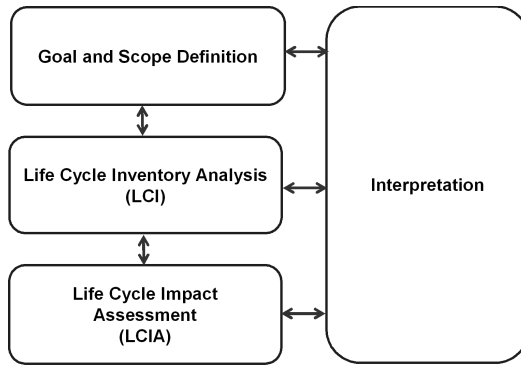 Goal and Scope Definition
Life Cycle Inventory Analysis
(LCI)
Interpretation
Life Cycle Impact
Assessment
(LCIA)